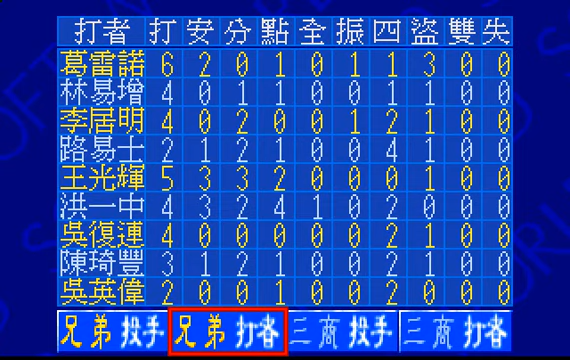 打者 打 安 分 點 全 振 四 盜 雙 失
葛雷諾 6 2 0 1 0 1 1 3 0 0
林易增 4 0 1 1 0 0 1 1 0 0
李居明 4 0 2 0 0 1 2 1 0 0
路易士 2 1 2 1 0 0 4 1 0 0
王光輝 5 3 3 2 0 0 0 1 0 0
洪一中 4 3 2 4 1 0 2 0 0 0
吳復連 4 0 0 0 0 0 2 1 0 0
陳琦豐 3 1 2 1 0 0 2 0 0 0
吳英偉 2 0 0 1 0 0 2 0 0 0
兄弟投手 兄弟打者 三商投手 三商打者